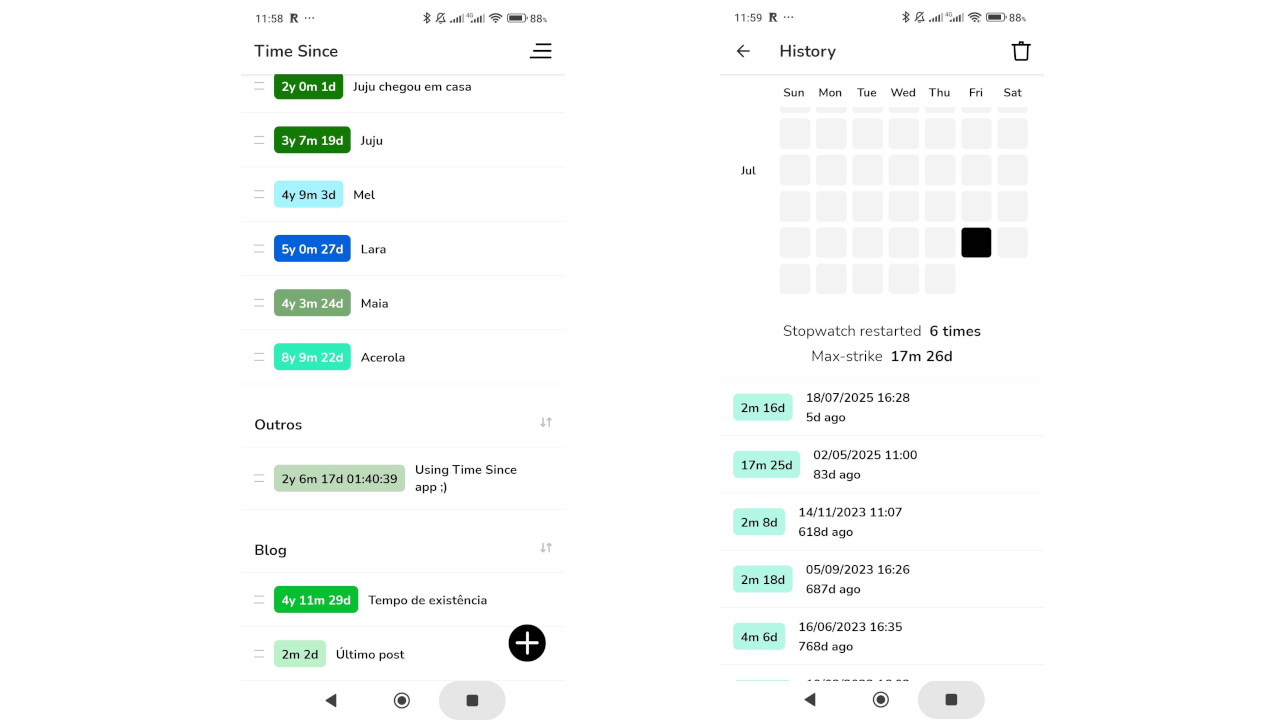 11:58 R ...
4G
88%
Time Since
2y 0m 1d Juju chegou em casa
3y 7m 19d Juju
4y 9m 3d Mel
5y 0m 27d Lara
4y 3m 24d Maia
8y 9m 22d Acerola
Outros
2y 6m 17d 01:40:39 Using Time Since
app ;)
Blog
4y 11m 29d Tempo de existência
2m 2d Último post
11:59 R ...
4G
88%
History
Sun Mon Tue Wed Thu Fri Sat
Jul
Stopwatch restarted 6 times
Max-strike 17m 26d
2m 16d 18/07/2025 16:28
5d ago
17m 25d 02/05/2025 11:00
83d ago
2m 8d 14/11/2023 11:07
618d ago
2m 18d 05/09/2023 16:26
687d ago
4m 6d 16/06/2023 16:35
768d ago